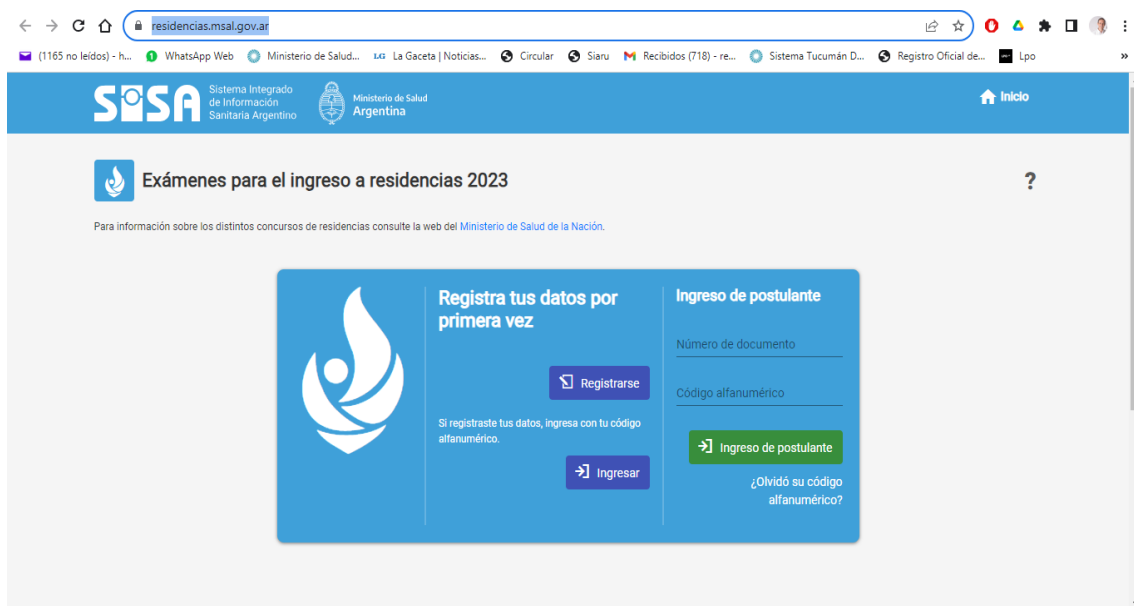 residencias.msal.gov.ar
(1165 no leídos) - h... WhatsApp Web Ministerio de Salud... LG La Gaceta | Noticias... Circular Siaru Recibidos (718) - re... Sistema Tucumán D... Registro Oficial de... Lpo »
SISA Sistema Integrado
de Información
Sanitaria Argentino
Ministerio de Salud
Argentina
Inicio
Exámenes para el ingreso a residencias 2023
?
Para información sobre los distintos concursos de residencias consulte la web del Ministerio de Salud de la Nación.
Registra tus datos por
primera vez
Registrarse
Si registraste tus datos, ingresa con tu código
alfanumérico.
Ingresar
Ingreso de postulante
Número de documento
Código alfanumérico
Ingreso de postulante
¿Olvidó su código
alfanumérico?